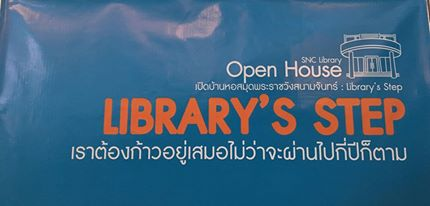 SNC Library
Open House
เปิดบ้านหอสมุดพระราชวังสนามจันทร์ : Library's Step
LIBRARY'S STEP
เราต้องก้าวอยู่เสมอไม่ว่าจะผ่านไปกี่ปีก็ตาม